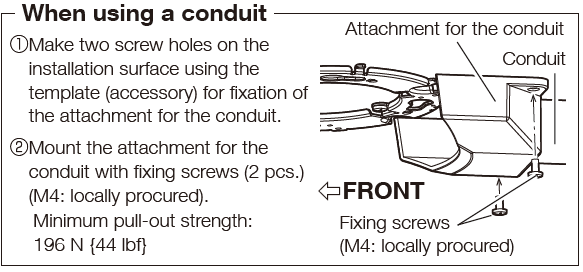 When using a conduit
①Make two screw holes on the
installation surface using the
template (accessory) for fixation of
the attachment for the conduit.
②Mount the attachment for the
conduit with fixing screws (2 pcs.)
(M4: locally procured).
Minimum pull-out strength:
196 N {44 lbf}
Attachment for the conduit
Conduit
⇦FRONT
Fixing screws
(M4: locally procured)